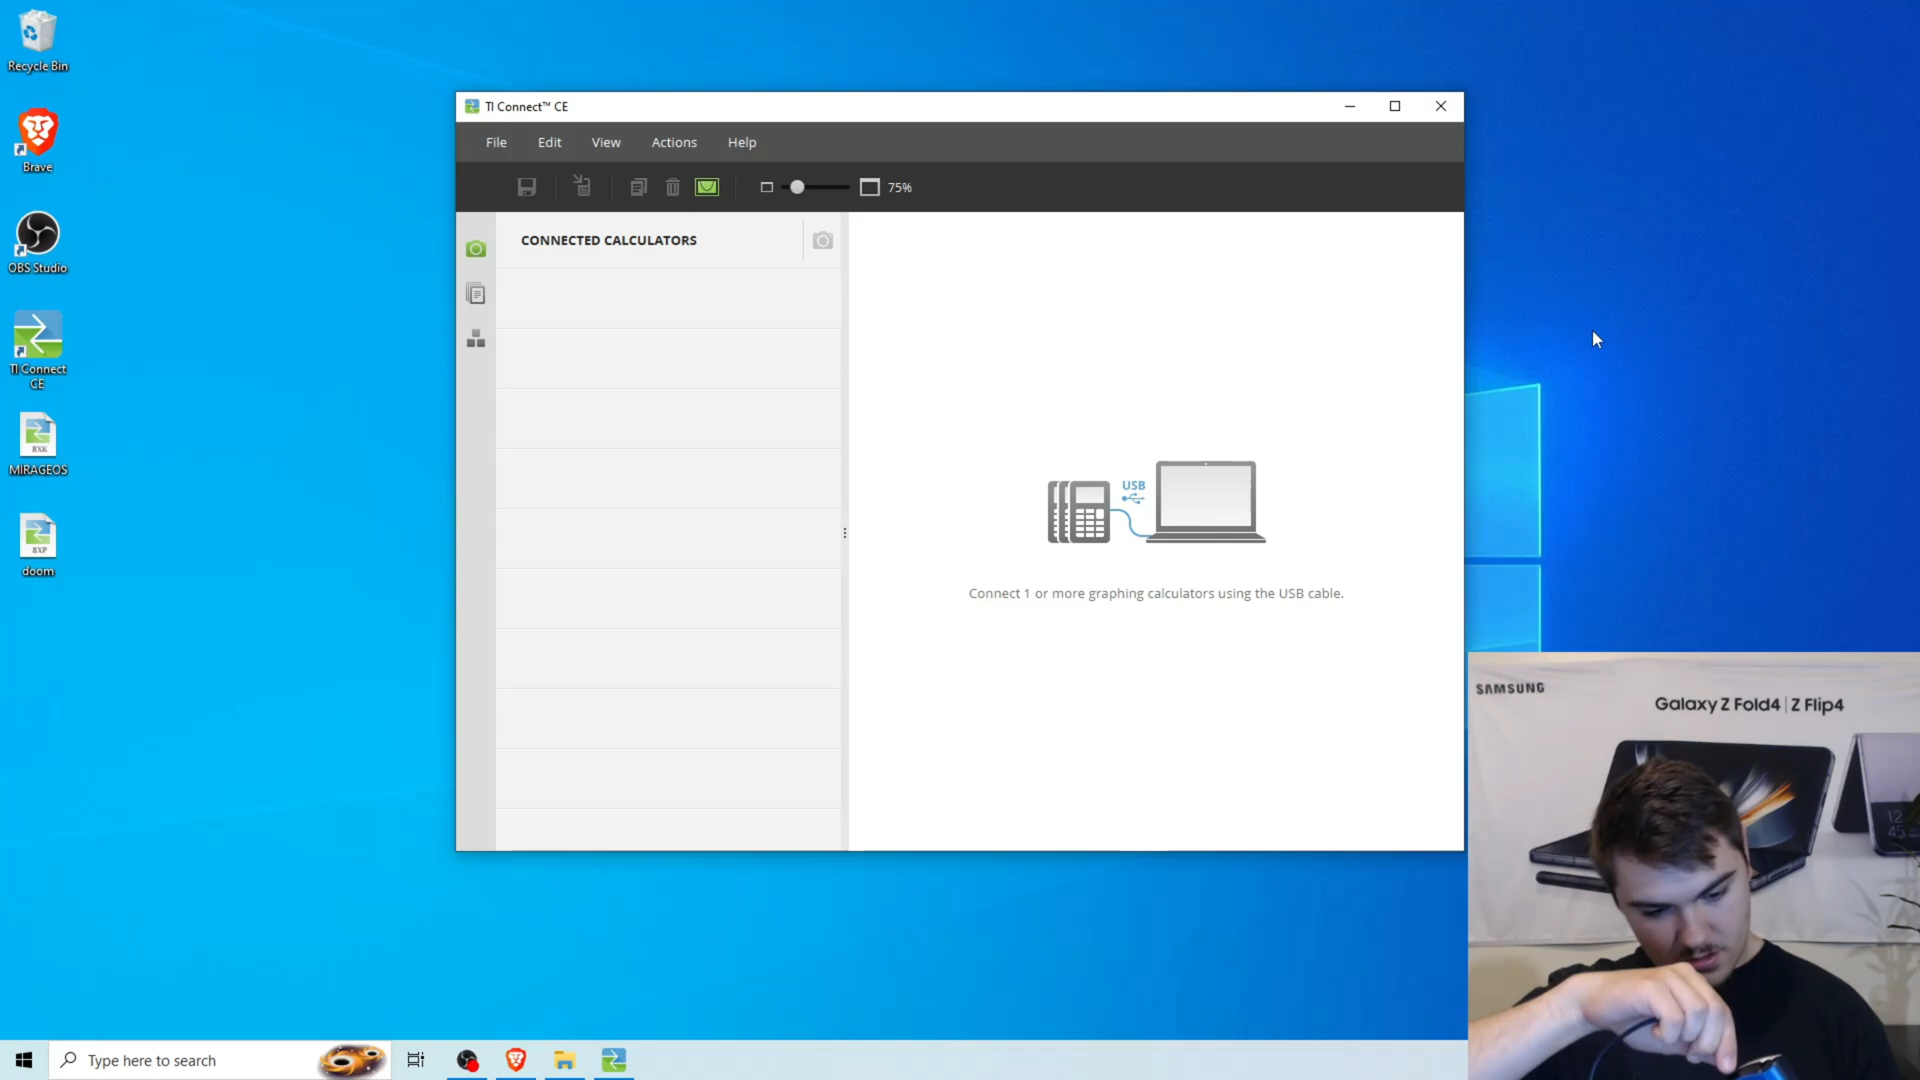 Recycle Bin
Brave
OBS Studio
TI Connect
CE
8XK
MIRAGEOS
8XP
doom
TI Connect™ CE
File Edit View Actions Help
75%
CONNECTED CALCULATORS
USB
Connect 1 or more graphing calculators using the USB cable.
SAMSUNG
Galaxy Z Fold4 | Z Flip4
12
45
Type here to search